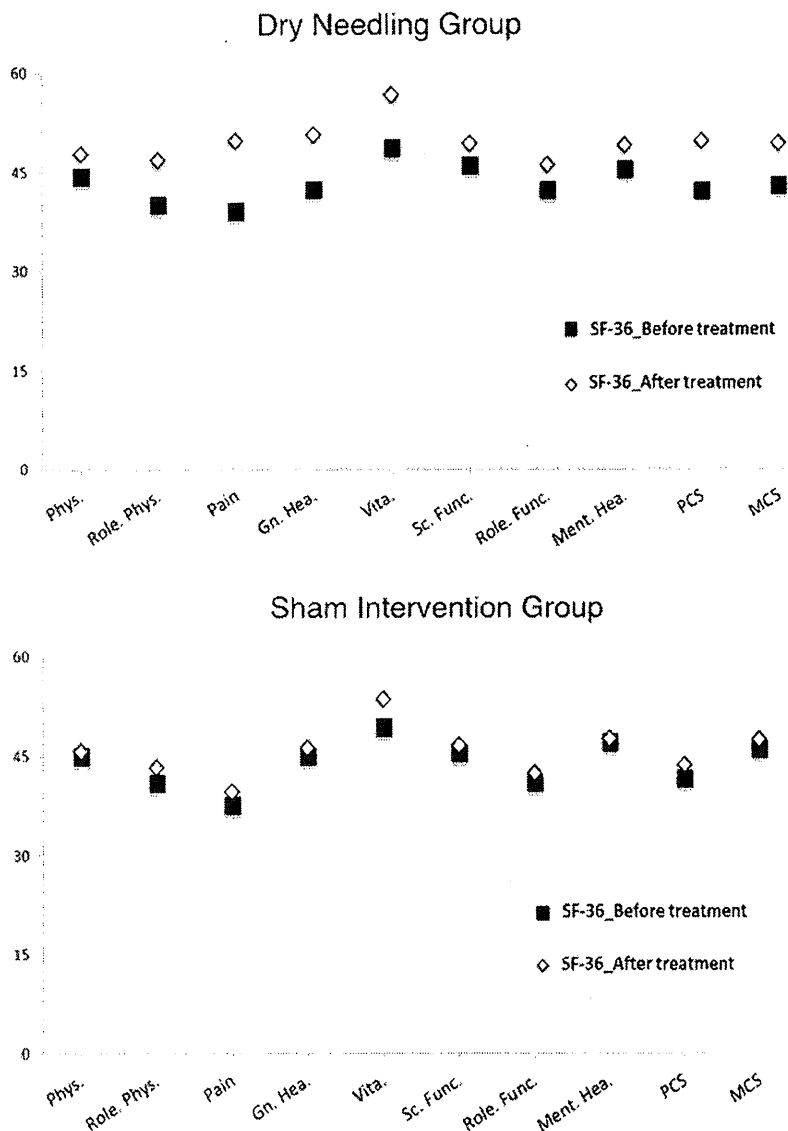 Dry Needling Group
60
45
30
15
0
SF-36_Before treatment
SF-36_After treatment
Phys. Role. Phys. Pain Gn. Hea. Vita. Sc. Func. Role. Func. Ment. Hea. PCS MCS
Sham Intervention Group
60
45
30
15
0
SF-36_Before treatment
SF-36_After treatment
Phys. Role. Phys. Pain Gn. Hea. Vita. Sc. Func. Role. Func. Ment. Hea. PCS MCS